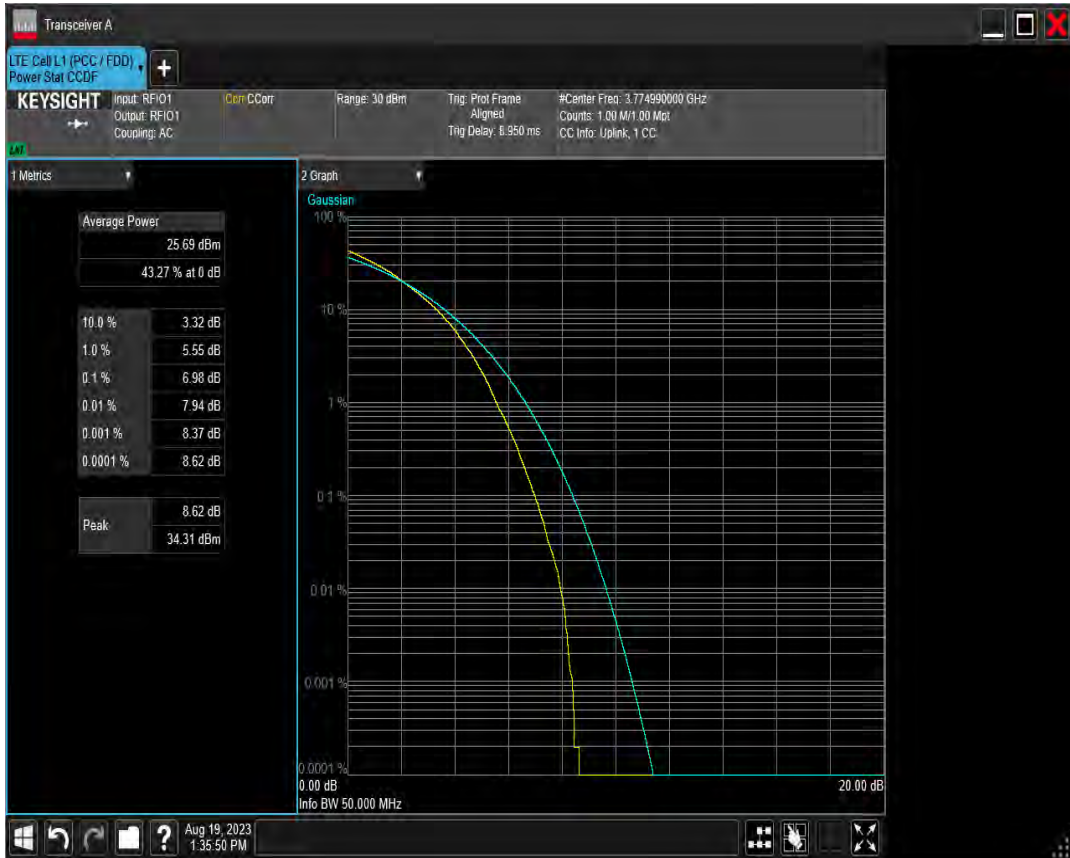 Transceiver A
LTE Cell L1 (PCC / FDD)
Power Stat CCDF
KEYSIGHT
Input: RFIO1
Output: RFIO1
Coupling: AC
Corr CCorr
Range: 30 dBm
Trig: Prot Frame
Aligned
Trig Delay: 8.950 ms
#Center Freq: 3.774990000 GHz
Counts: 1.00 M/1.00 Mpt
CC Info: Uplink, 1 CC
1 Metrics
Average Power
25.69 dBm
43.27 % at 0 dB
10.0 % 3.32 dB
1.0 % 5.55 dB
0.1 % 6.98 dB
0.01 % 7.94 dB
0.001 % 8.37 dB
0.0001 % 8.62 dB
Peak
8.62 dB
34.31 dBm
2 Graph
Gaussian
100 %
10 %
1 %
0.1 %
0.01 %
0.001 %
0.0001 %
0.00 dB
20.00 dB
Info BW 50.000 MHz
?
Aug 19, 2023
1:35:50 PM